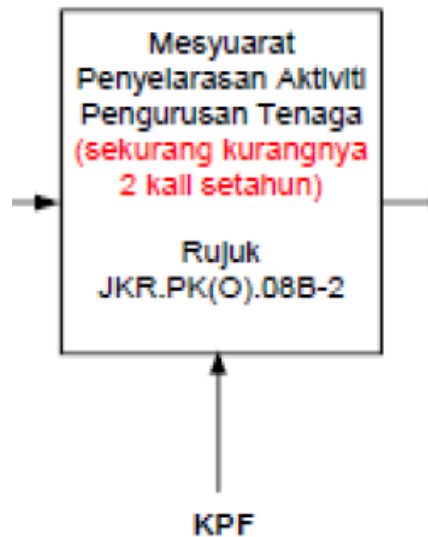 Mesyuarat
Penyelarasan Aktiviti
Pengurusan Tenaga
(sekurang kurangnya
2 kali setahun)
Rujuk
JKR.PK(O).08B-2
KPF